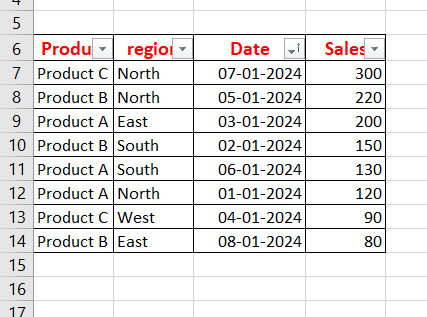 4
5
6 Produ region Date Sales
7 Product C North 07-01-2024 300
8 Product B North 05-01-2024 220
9 Product A East 03-01-2024 200
10 Product B South 02-01-2024 150
11 Product A South 06-01-2024 130
12 Product A North 01-01-2024 120
13 Product C West 04-01-2024 90
14 Product B East 08-01-2024 80
15
16
17